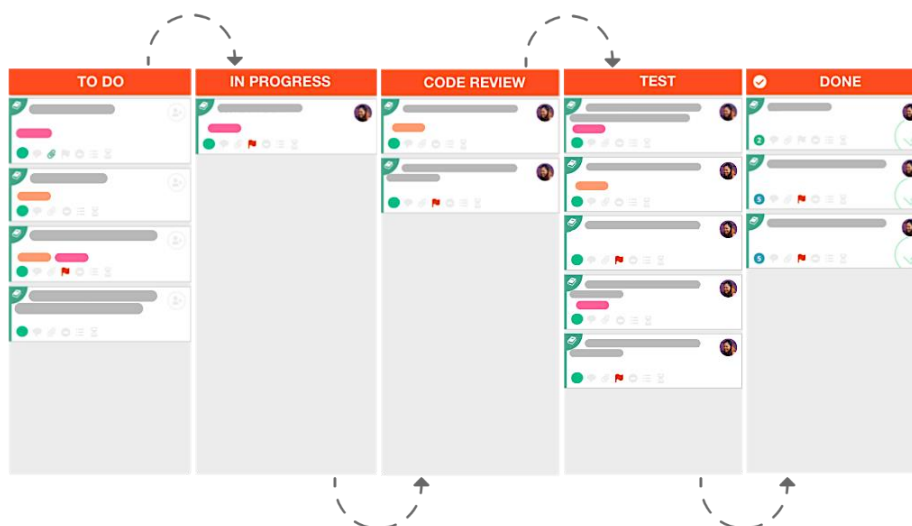 TO DO
IN PROGRESS
CODE REVIEW
TEST
DONE
2
5
5